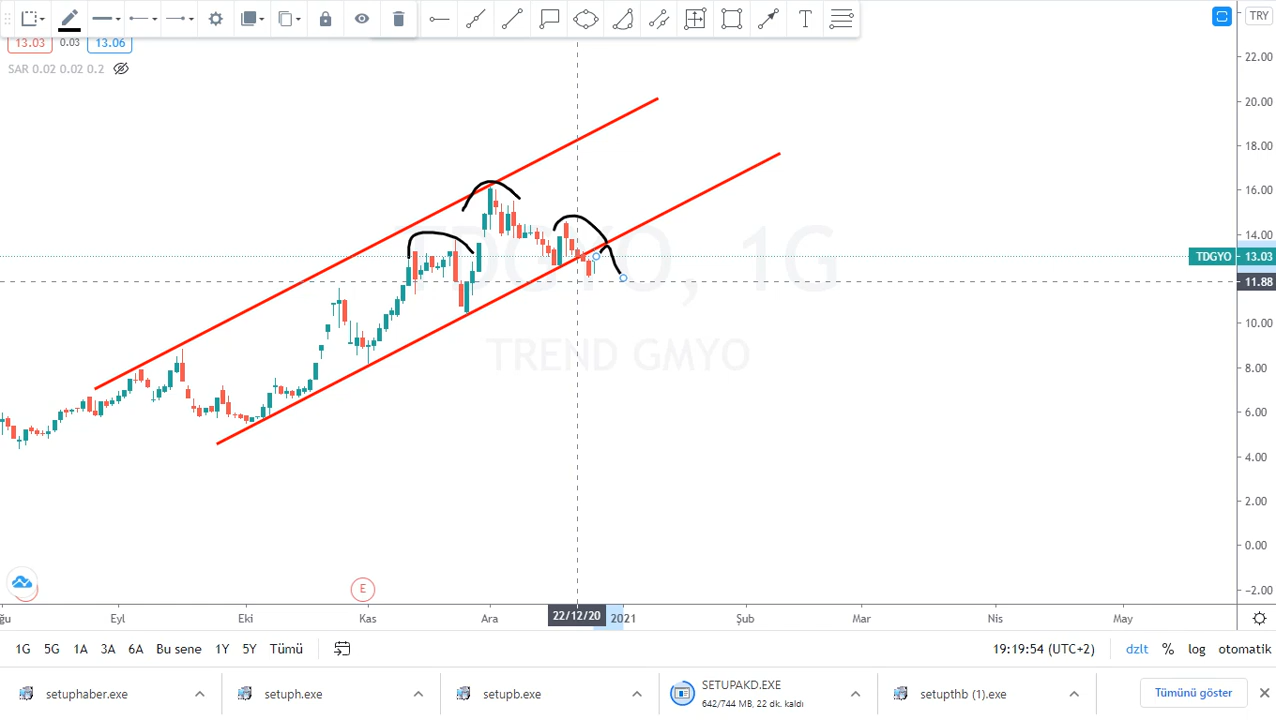 TRY
13.03 0.03 13.06
SAR 0.02 0.02 0.2
22.00
20.00
18.00
16.00
14.00
TDGYO 13.03
11.88
10.00
8.00
6.00
4.00
2.00
0.00
−2.00
TDGYO, 1G
TREND GMYO
E
ğu Eyl Eki Kas Ara 22/12/20 2021 Şub Mar Nis May
1G 5G 1A 3A 6A Bu sene 1Y 5Y Tümü 19:19:54 (UTC+2) dzlt % log otomatik
setuphaber.exe setuph.exe setupb.exe SETUPAKD.EXE setupthb (1).exe Tümünü göster
642/744 MB, 22 dk. kaldı